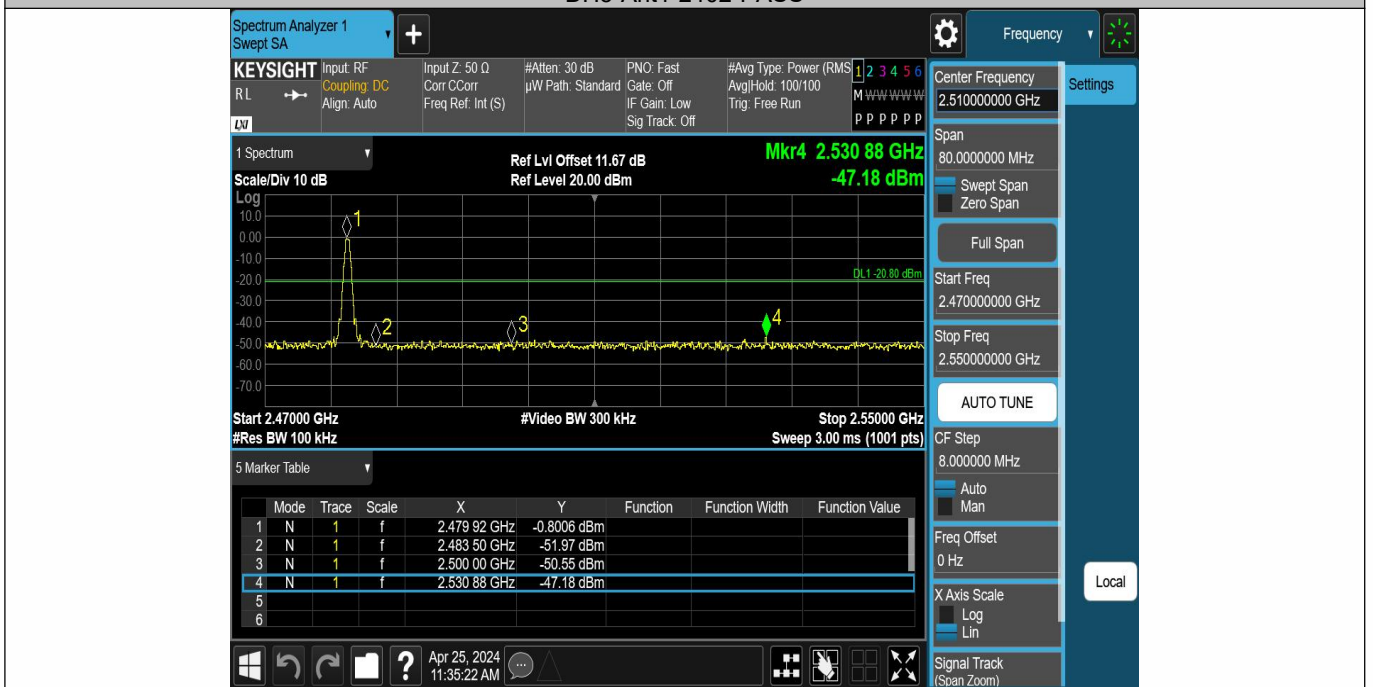 Spectrum Analyzer 1
Swept SA
+
Frequency
KEYSIGHT
RL
LXI
Input: RF
Coupling: DC
Align: Auto
Input Z: 50 Ω
Corr CCorr
Freq Ref: Int (S)
#Atten: 30 dB
µW Path: Standard
PNO: Fast
Gate: Off
IF Gain: Low
Sig Track: Off
#Avg Type: Power (RMS
Avg|Hold: 100/100
Trig: Free Run
1 2 3 4 5 6
M W W W W W
P P P P P P
1 Spectrum
Scale/Div 10 dB
Ref Lvl Offset 11.67 dB
Ref Level 20.00 dBm
Mkr4 2.530 88 GHz
-47.18 dBm
Log
10.0
0.00
-10.0
-20.0
-30.0
-40.0
-50.0
-60.0
-70.0
1
2
3
4
DL1 -20.80 dBm
Start 2.47000 GHz
#Video BW 300 kHz
Stop 2.55000 GHz
#Res BW 100 kHz
Sweep 3.00 ms (1001 pts)
5 Marker Table
Mode Trace Scale X Y Function Function Width Function Value
1 N 1 f 2.479 92 GHz -0.8006 dBm
2 N 1 f 2.483 50 GHz -51.97 dBm
3 N 1 f 2.500 00 GHz -50.55 dBm
4 N 1 f 2.530 88 GHz -47.18 dBm
5
6
?
Apr 25, 2024
11:35:22 AM
Center Frequency
2.510000000 GHz
Settings
Span
80.0000000 MHz
Swept Span
Zero Span
Full Span
Start Freq
2.470000000 GHz
Stop Freq
2.550000000 GHz
AUTO TUNE
CF Step
8.000000 MHz
Auto
Man
Freq Offset
0 Hz
X Axis Scale
Log
Lin
Local
Signal Track
(Span Zoom)